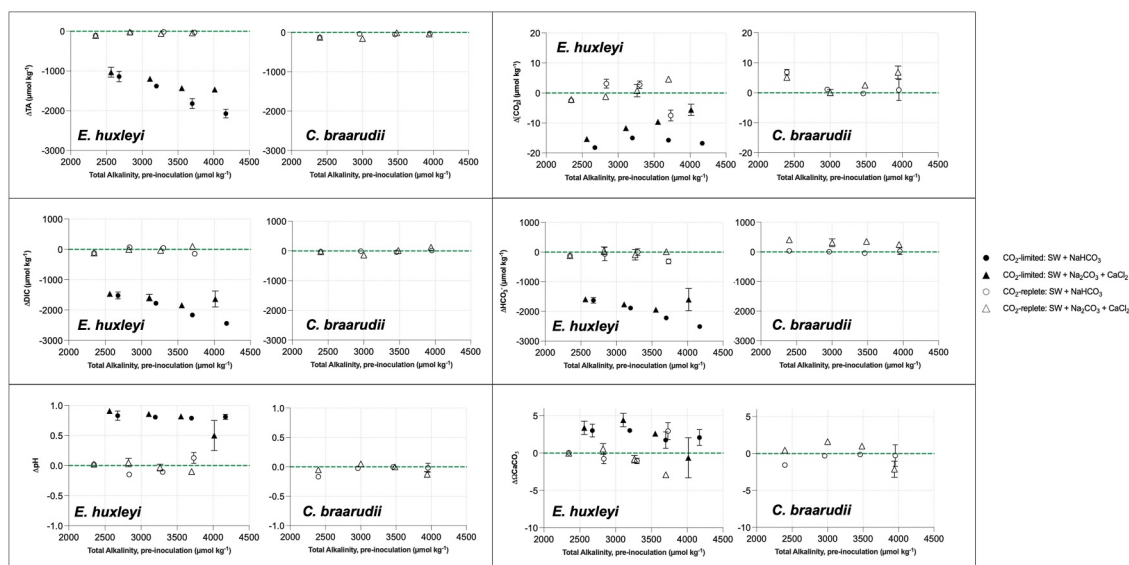 0
-1000
-2000
-3000
ΔTA (μmol kg⁻¹)
E. huxleyi
2000 2500 3000 3500 4000 4500
Total Alkalinity, pre-inoculation (μmol kg⁻¹)
0
-1000
-2000
-3000
C. braarudii
2000 2500 3000 3500 4000 4500
Total Alkalinity, pre-inoculation (μmol kg⁻¹)
20
10
0
-10
-20
Δ[CO₂] (μmol kg⁻¹)
E. huxleyi
2000 2500 3000 3500 4000 4500
Total Alkalinity, pre-inoculation (μmol kg⁻¹)
20
10
0
-10
-20
C. braarudii
2000 2500 3000 3500 4000 4500
Total Alkalinity, pre-inoculation (μmol kg⁻¹)
1000
0
-1000
-2000
-3000
ΔDIC (μmol kg⁻¹)
E. huxleyi
2000 2500 3000 3500 4000 4500
Total Alkalinity, pre-inoculation (μmol kg⁻¹)
1000
0
-1000
-2000
-3000
C. braarudii
2000 2500 3000 3500 4000 4500
Total Alkalinity, pre-inoculation (μmol kg⁻¹)
1000
0
-1000
-2000
-3000
-4000
ΔHCO₃⁻ (μmol kg⁻¹)
E. huxleyi
2000 2500 3000 3500 4000 4500
Total Alkalinity, pre-inoculation (μmol kg⁻¹)
1000
0
-1000
-2000
-3000
-4000
C. braarudii
2000 2500 3000 3500 4000 4500
Total Alkalinity, pre-inoculation (μmol kg⁻¹)
CO₂-limited: SW + NaHCO₃
CO₂-limited: SW + Na₂CO₃ + CaCl₂
CO₂-replete: SW + NaHCO₃
CO₂-replete: SW + Na₂CO₃ + CaCl₂
1.0
0.5
0.0
-0.5
1.0
ΔpH
E. huxleyi
2000 2500 3000 3500 4000 4500
Total Alkalinity, pre-inoculation (μmol kg⁻¹)
1.0
0.5
0.0
-0.5
-1.0
C. braarudii
2000 2500 3000 3500 4000 4500
Total Alkalinity, pre-inoculation (μmol kg⁻¹)
5
0
5
-10
ΔΩCaCO₃
E. huxleyi
2000 2500 3000 3500 4000 4500
Total Alkalinity, pre-inoculation (μmol kg⁻¹)
5
0
-5
-10
C. braarudii
2000 2500 3000 3500 4000 4500
Total Alkalinity, pre-inoculation (μmol kg⁻¹)